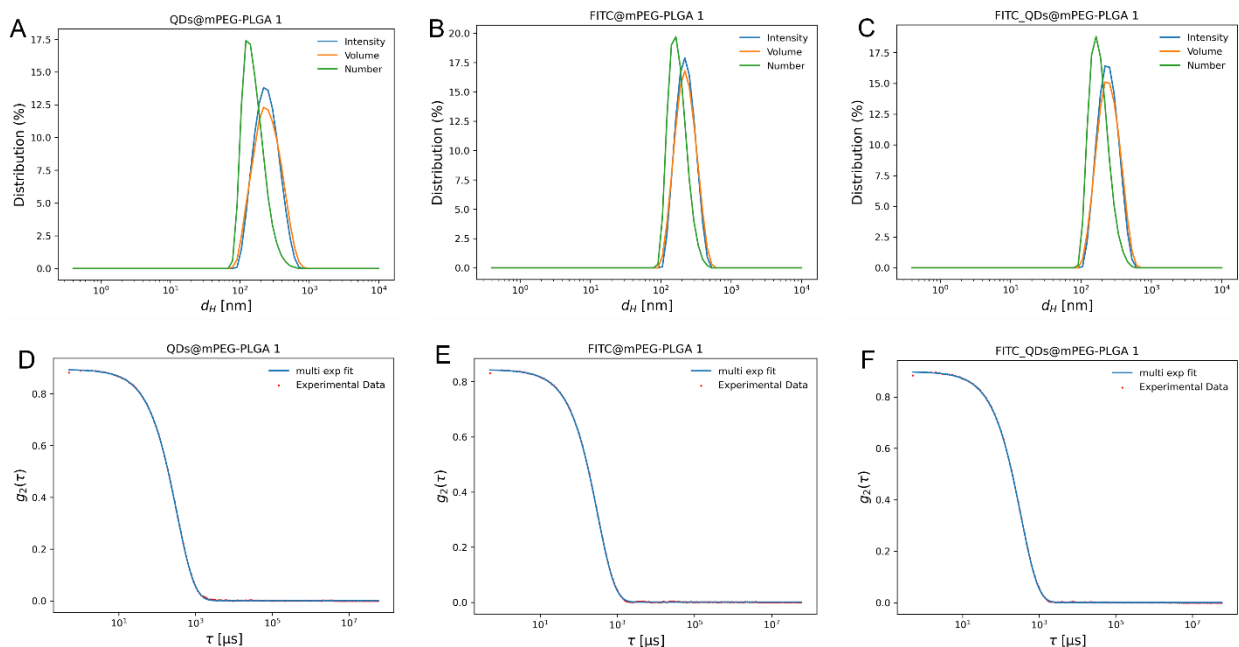 A
QDs@mPEG-PLGA 1
17.5
15.0
12.5
10.0
7.5
5.0
2.5
0.0
Distribution (%)
Intensity
Volume
Number
10⁰
10¹
10²
10³
10⁴
d_H [nm]
B
FITC@mPEG-PLGA 1
20.0
17.5
15.0
12.5
10.0
7.5
5.0
2.5
0.0
Distribution (%)
Intensity
Volume
Number
10⁰
10¹
10²
10³
10⁴
d_H [nm]
C
FITC_QDs@mPEG-PLGA 1
17.5
15.0
12.5
10.0
7.5
5.0
2.5
0.0
Distribution (%)
Intensity
Volume
Number
10⁰
10¹
10²
10³
10⁴
d_H [nm]
D
QDs@mPEG-PLGA 1
0.8
0.6
0.4
0.2
0.0
g₂(τ)
multi exp fit
Experimental Data
10¹
10³
10⁵
10⁷
τ [µs]
E
FITC@mPEG-PLGA 1
0.8
0.6
0.4
0.2
0.0
g₂(τ)
multi exp fit
Experimental Data
10¹
10³
10⁵
10⁷
τ [µs]
F
FITC_QDs@mPEG-PLGA 1
0.8
0.6
0.4
0.2
0.0
g₂(τ)
multi exp fit
Experimental Data
10¹
10³
10⁵
10⁷
τ [µs]